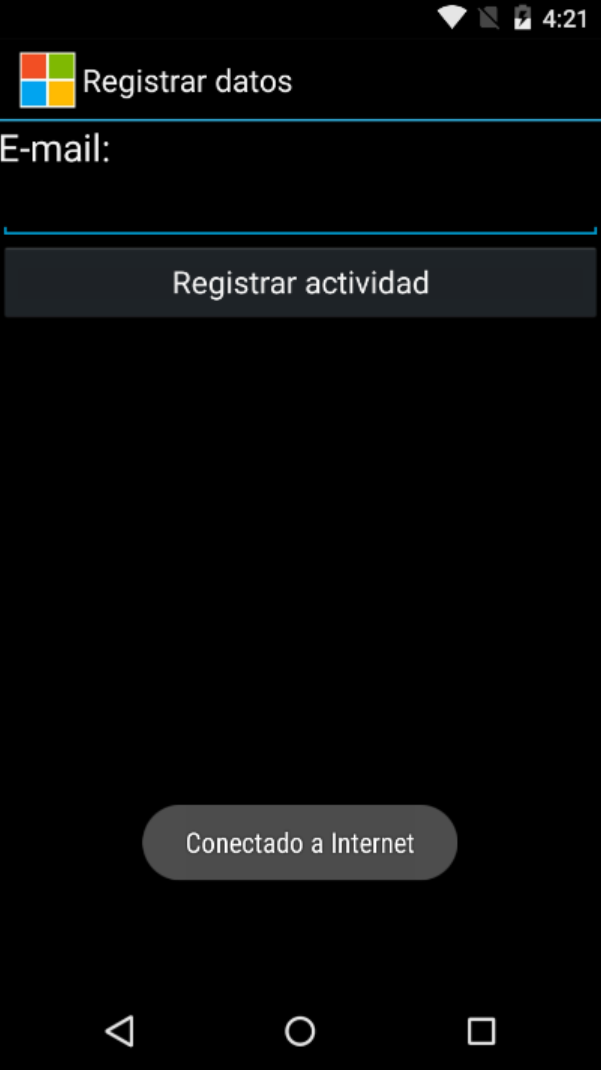 4:21
Registrar datos
E-mail:
Registrar actividad
Conectado a Internet